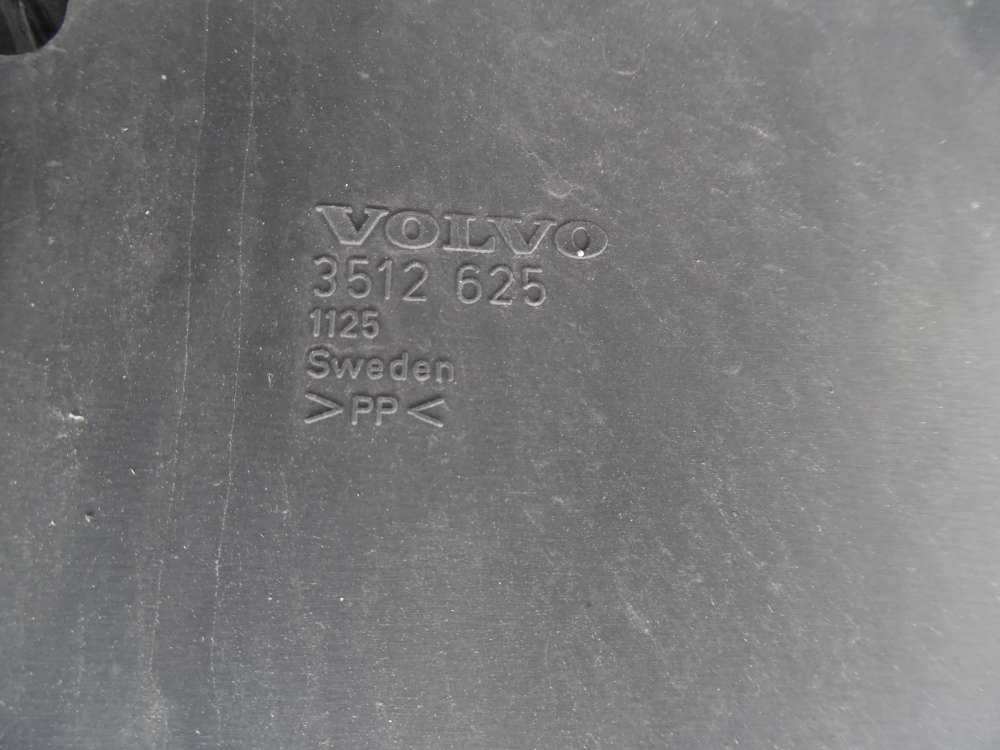 VOLVO
3512 625
1125
Sweden
>PP<